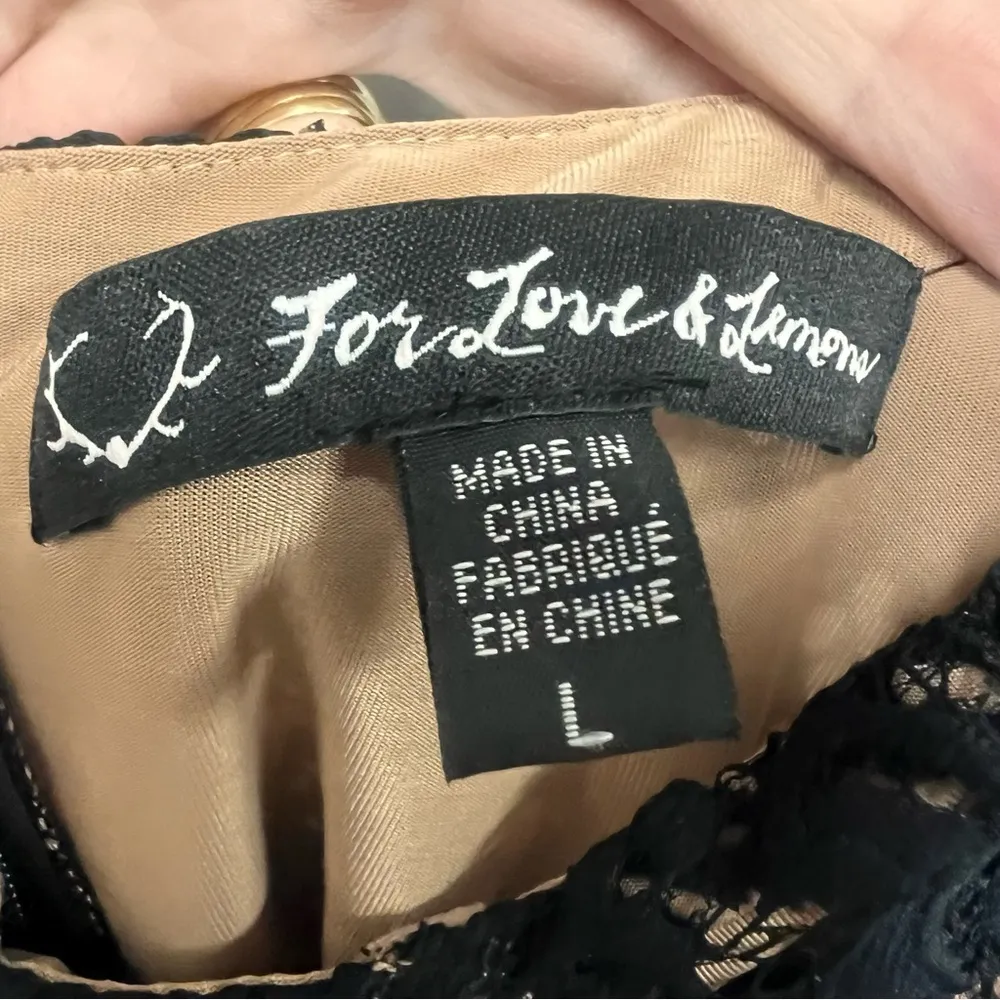 For Love & Lemons
MADE IN
CHINA
FABRIQUÉ
EN CHINE
L